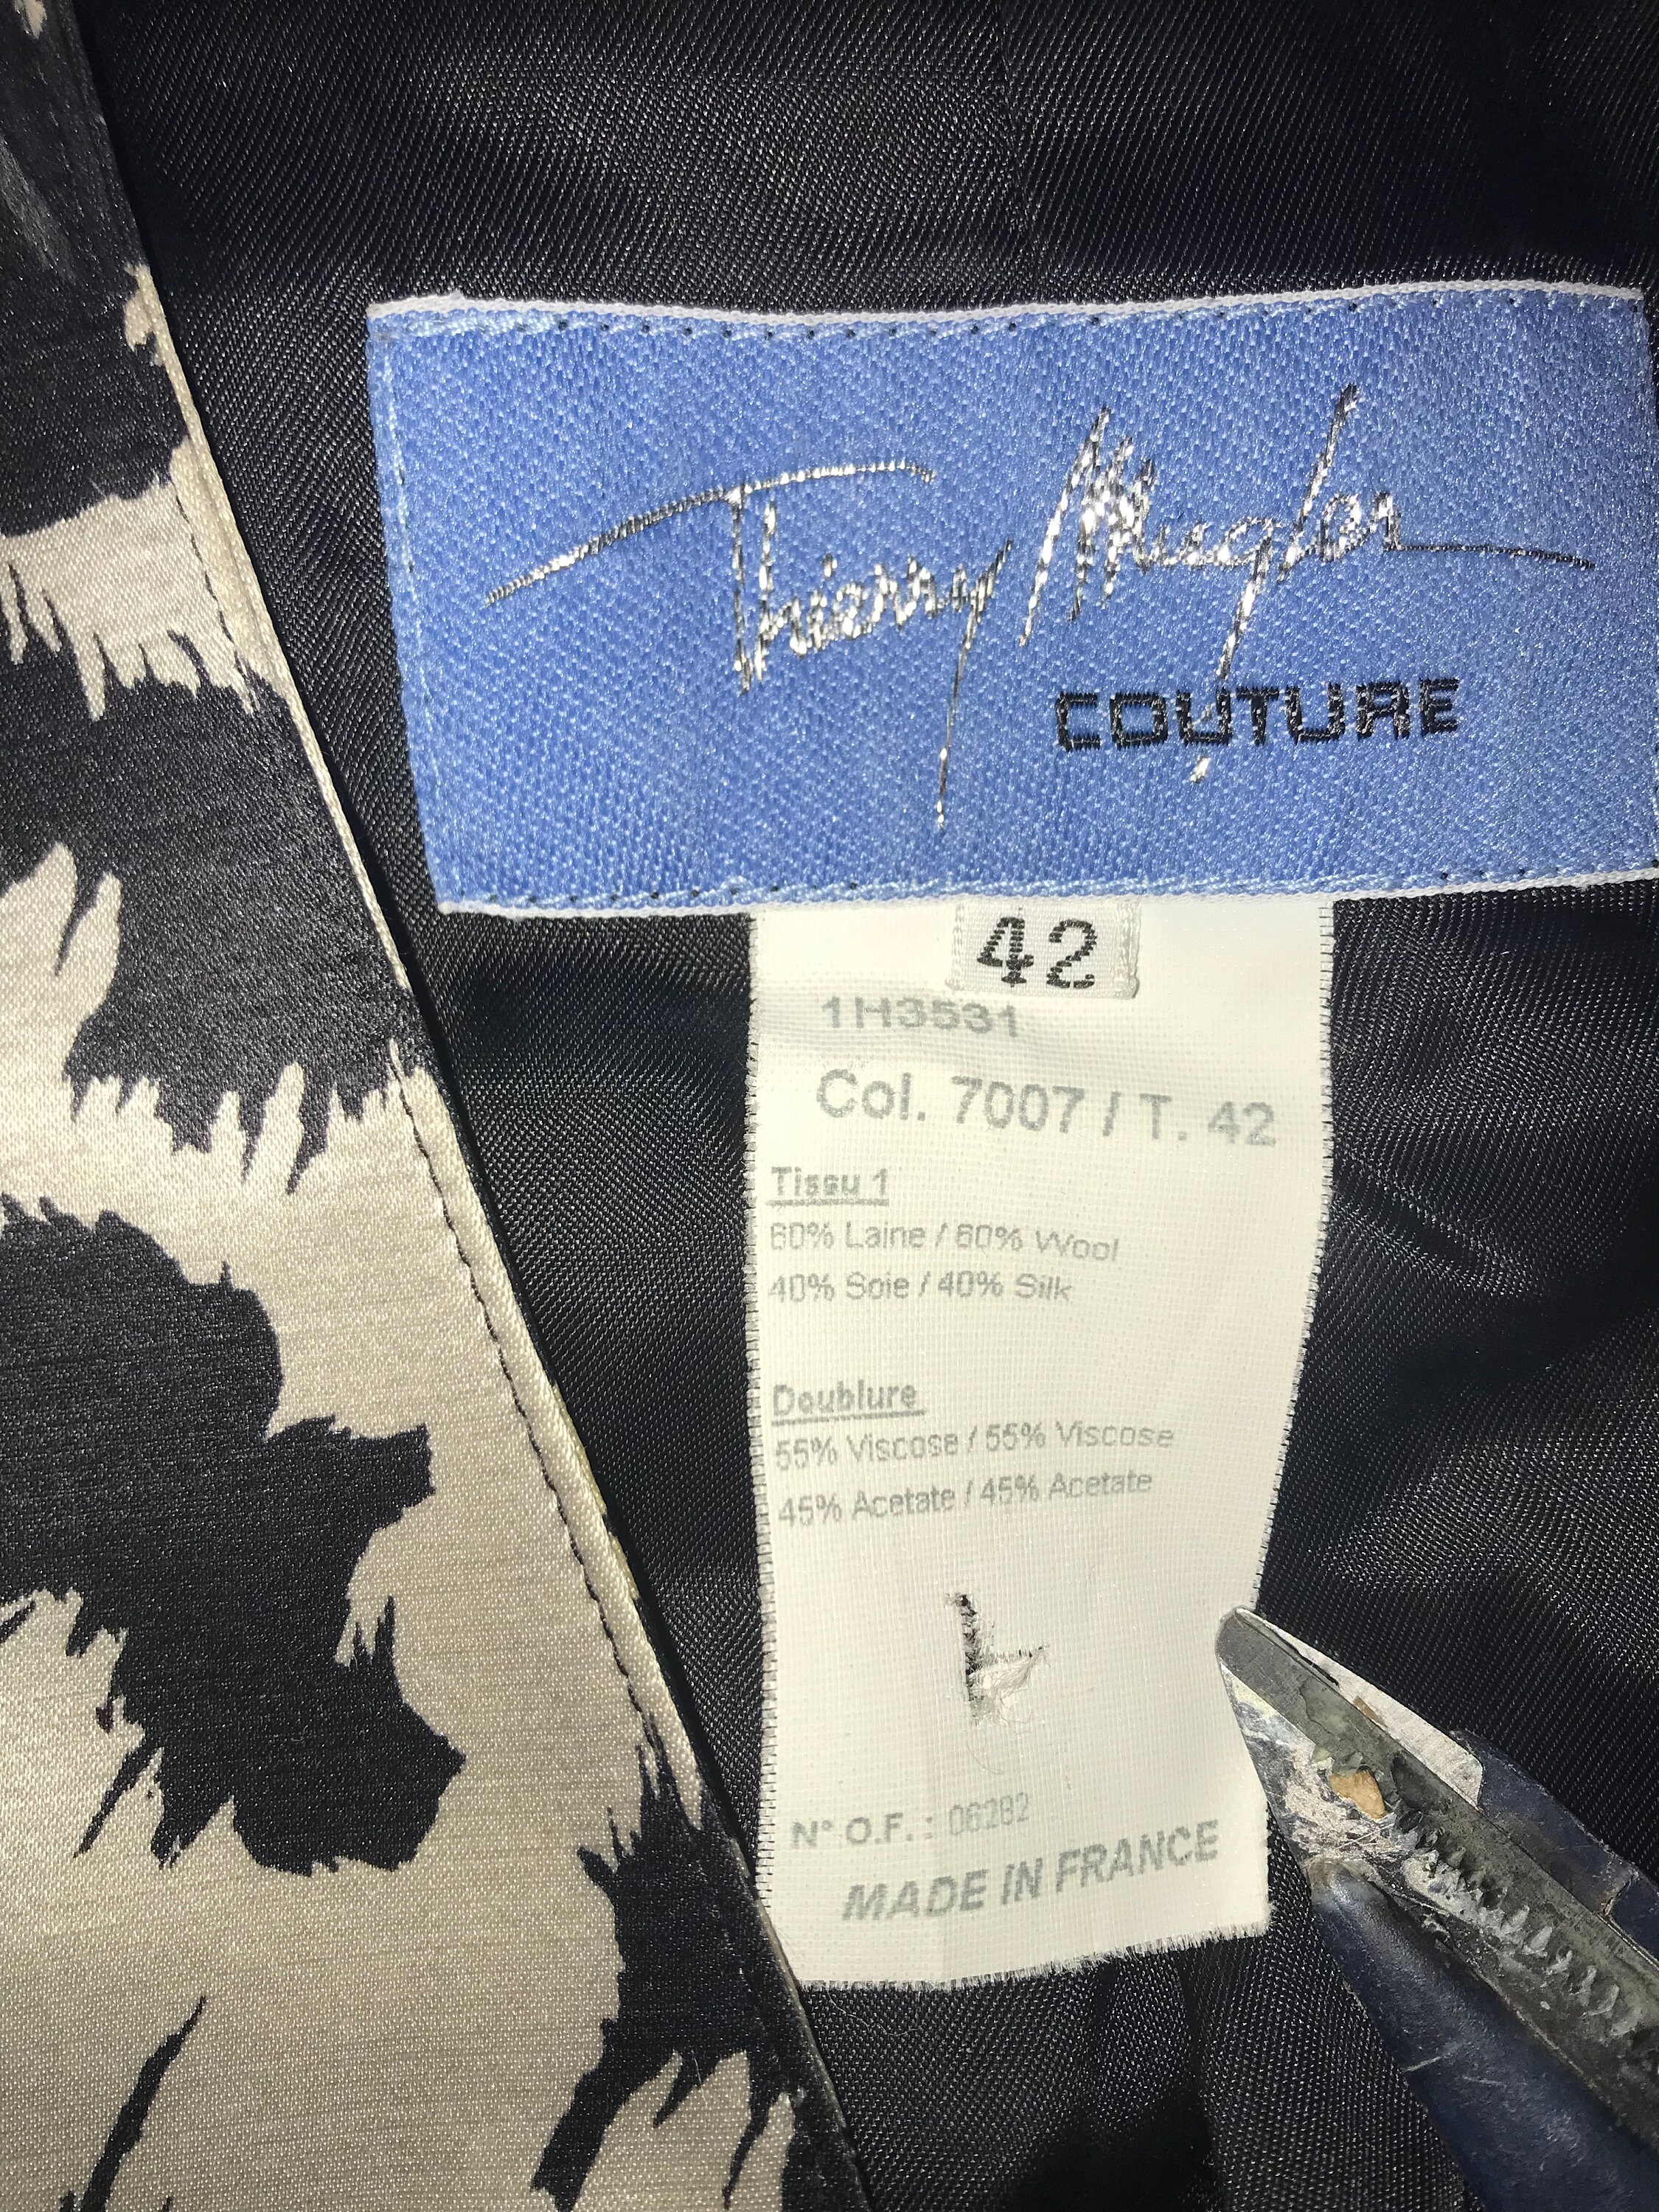 Thierry Mugler
COUTURE
42
1H3531
Col. 7007 / T. 42
Tissu 1
60% Laine / 60% Wool
40% Soie / 40% Silk
Doublure
55% Viscose / 55% Viscose
45% Acetate / 45% Acetate
N° O.F. : 06282
MADE IN FRANCE